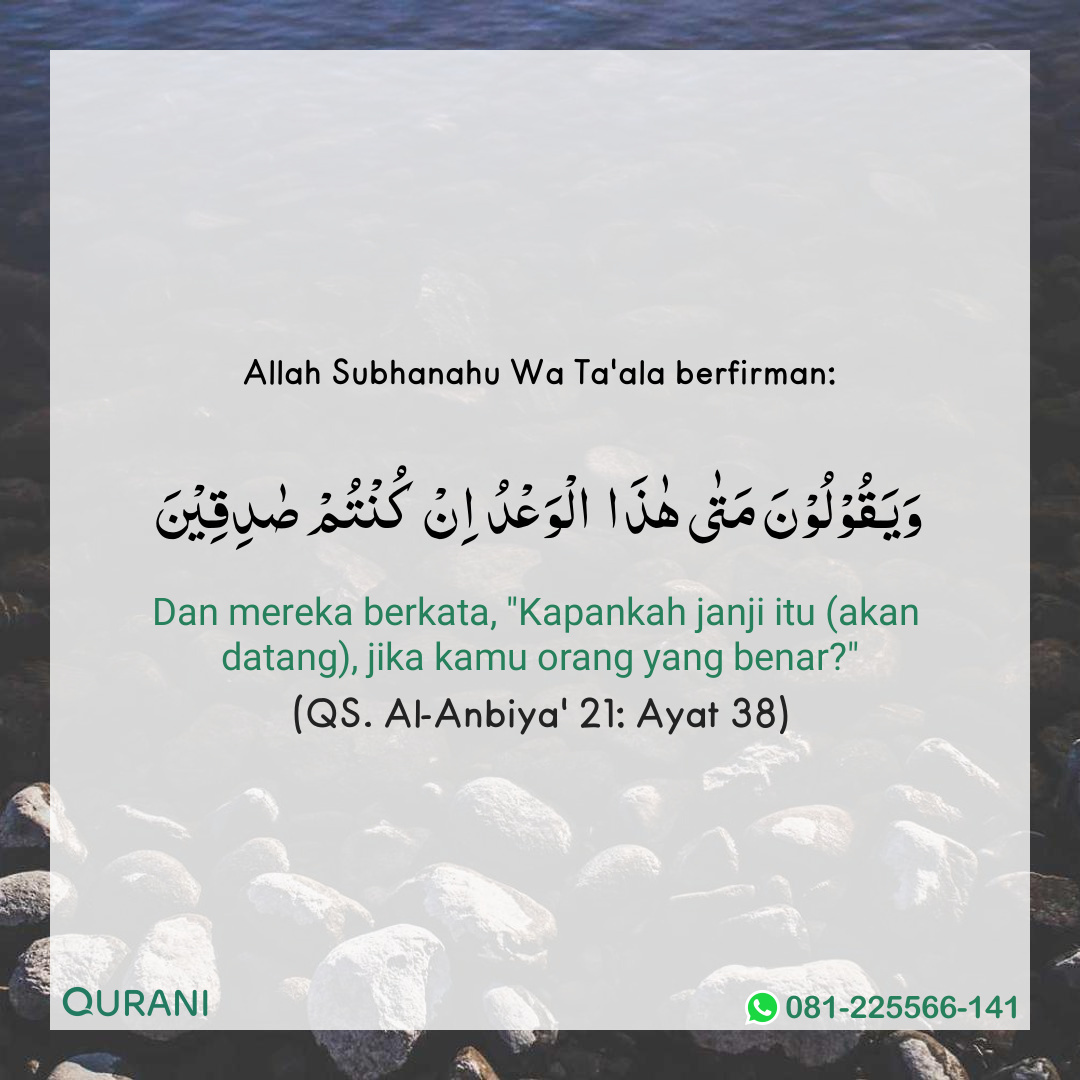 Allah Subhanahu Wa Ta'ala berfirman:
وَيَقُوْلُوْنَ مَتٰى هٰذَا الْوَعْدُ اِنْ كُنْتُمْ صٰدِقِيْنَ
Dan mereka berkata, "Kapankah janji itu (akan
datang), jika kamu orang yang benar?"
(QS. Al-Anbiya' 21: Ayat 38)
QURANI
081-225566-141